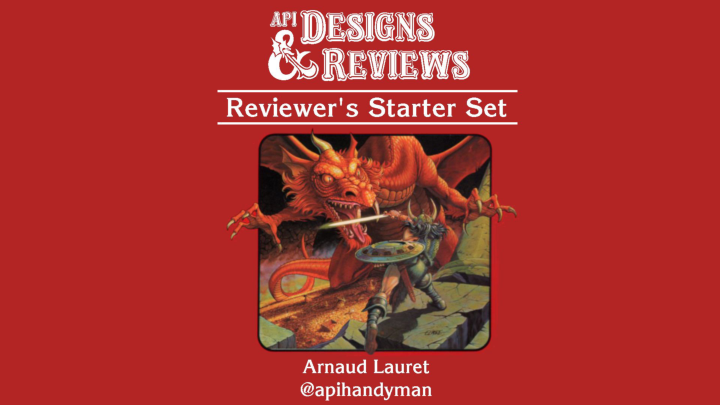 API DESIGNS
& REVIEWS
Reviewer's Starter Set
Arnaud Lauret
@apihandyman